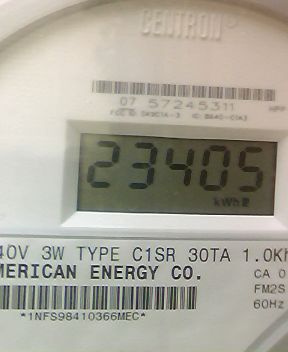 CENTRON
07 57245311
23405
kWh
40V 3W TYPE C1SR 30TA 1.0Kh
MERICAN ENERGY CO.
CA 0
FM2S
60Hz
*1NFS98410366MEC*